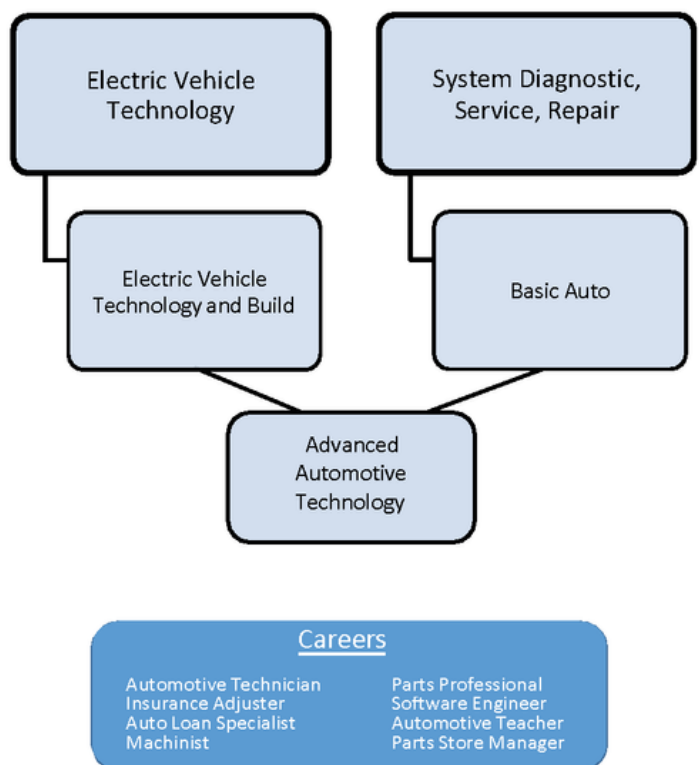 Electric Vehicle
Technology
System Diagnostic,
Service, Repair
Electric Vehicle
Technology and Build
Basic Auto
Advanced
Automotive
Technology
Careers
Automotive Technician
Insurance Adjuster
Auto Loan Specialist
Machinist
Parts Professional
Software Engineer
Automotive Teacher
Parts Store Manager